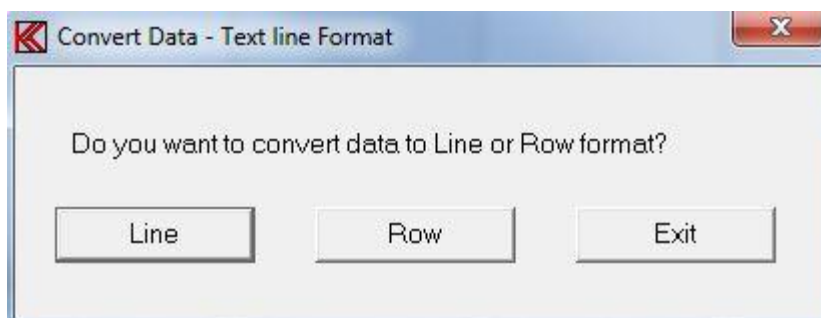 Convert Data - Text line Format
Do you want to convert data to Line or Row format?
Line
Row
Exit